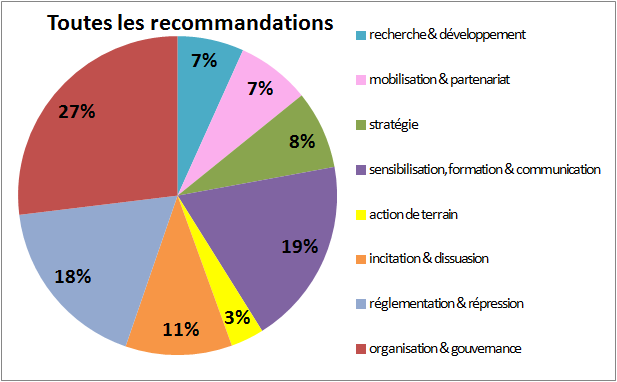 Toutes les recommandations
7%
7%
8%
19%
3%
11%
18%
27%
recherche & développement
mobilisation & partenariat
stratégie
sensibilisation, formation & communication
action de terrain
incitation & dissuasion
réglementation & répression
organisation & gouvernance